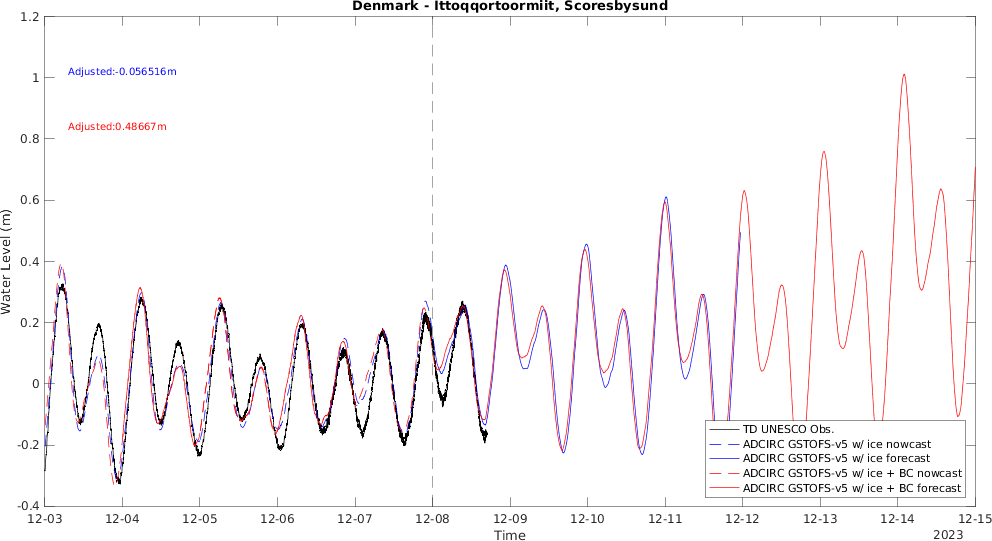 Denmark - Ittoqqortoormiit, Scoresbysund
1.2
1
0.8
0.6
0.4
0.2
0
-0.2
-0.4
Water Level (m)
Adjusted:-0.056516m
Adjusted:0.48667m
TD UNESCO Obs.
ADCIRC GSTOFS-v5 w/ ice nowcast
ADCIRC GSTOFS-v5 w/ ice forecast
ADCIRC GSTOFS-v5 w/ ice + BC nowcast
ADCIRC GSTOFS-v5 w/ ice + BC forecast
12-03 12-04 12-05 12-06 12-07 12-08 12-09 12-10 12-11 12-12 12-13 12-14 12-15
Time
2023